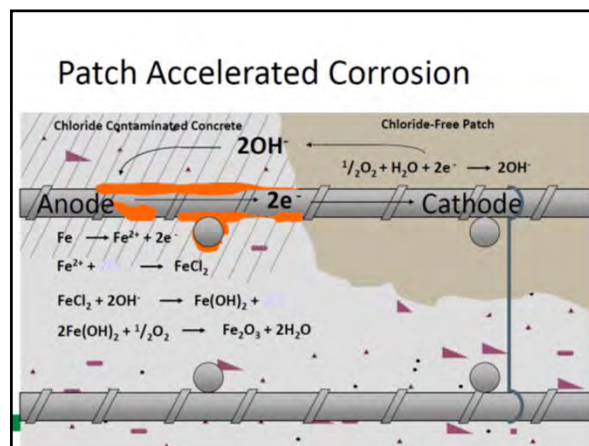 Patch Accelerated Corrosion
Chloride Contaminated Concrete
Chloride-Free Patch
2OH⁻
¹/₂O₂ + H₂O + 2e⁻ → 2OH⁻
Anode
2e⁻
Cathode
Fe → Fe²⁺ + 2e⁻
Fe²⁺ + → FeCl₂
FeCl₂ + 2OH⁻ → Fe(OH)₂ +
2Fe(OH)₂ + ¹/₂O₂ → Fe₂O₃ + 2H₂O